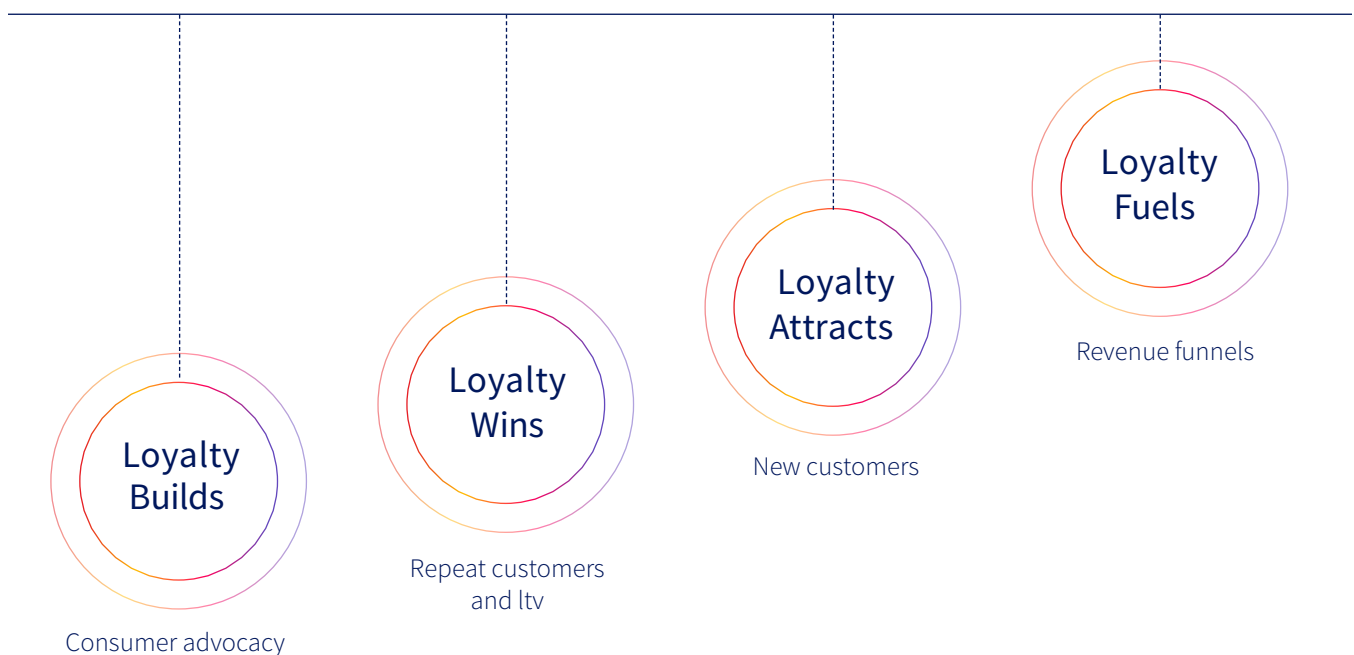 Loyalty
Builds
Consumer advocacy
Loyalty
Wins
Repeat customers
and ltv
Loyalty
Attracts
New customers
Loyalty
Fuels
Revenue funnels